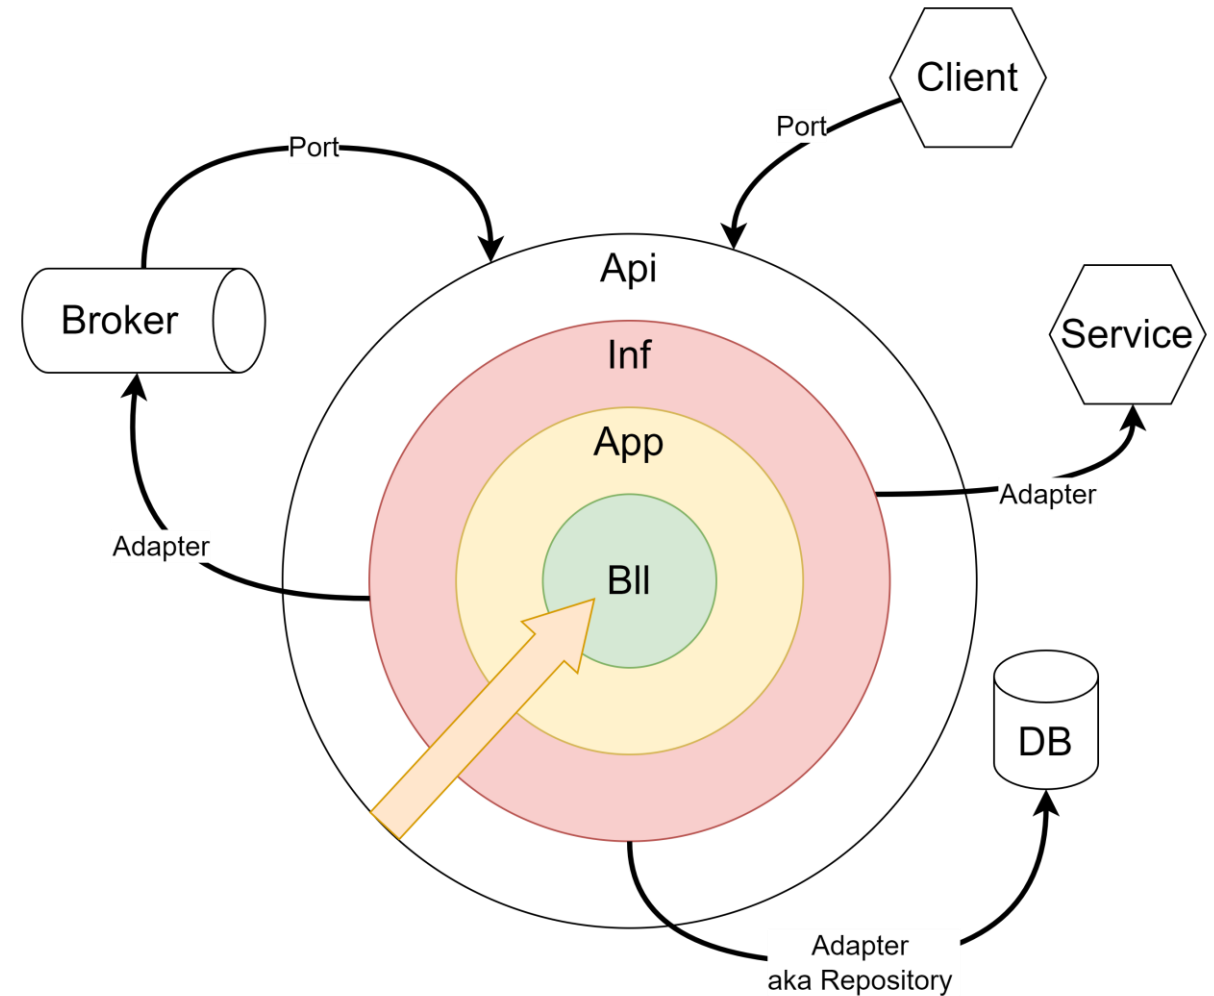 Client
Port
Port
Api
Broker
Service
Inf
App
Adapter
Adapter
Bll
DB
Adapter
aka Repository